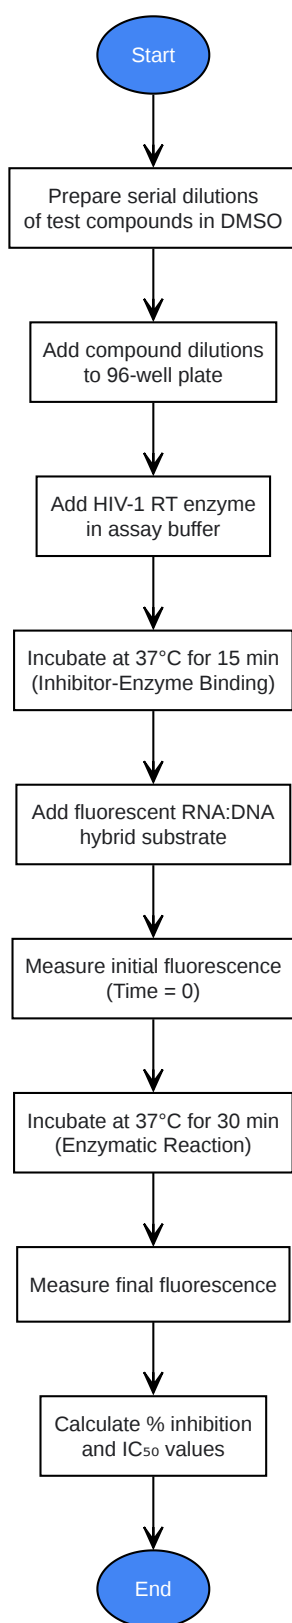 Start
Prepare serial dilutions
of test compounds in DMSO
Add compound dilutions
to 96-well plate
Add HIV-1 RT enzyme
in assay buffer
Incubate at 37°C for 15 min
(Inhibitor-Enzyme Binding)
Add fluorescent RNA:DNA
hybrid substrate
Measure initial fluorescence
(Time = 0)
Incubate at 37°C for 30 min
(Enzymatic Reaction)
Measure final fluorescence
Calculate % inhibition
and IC₅₀ values
End